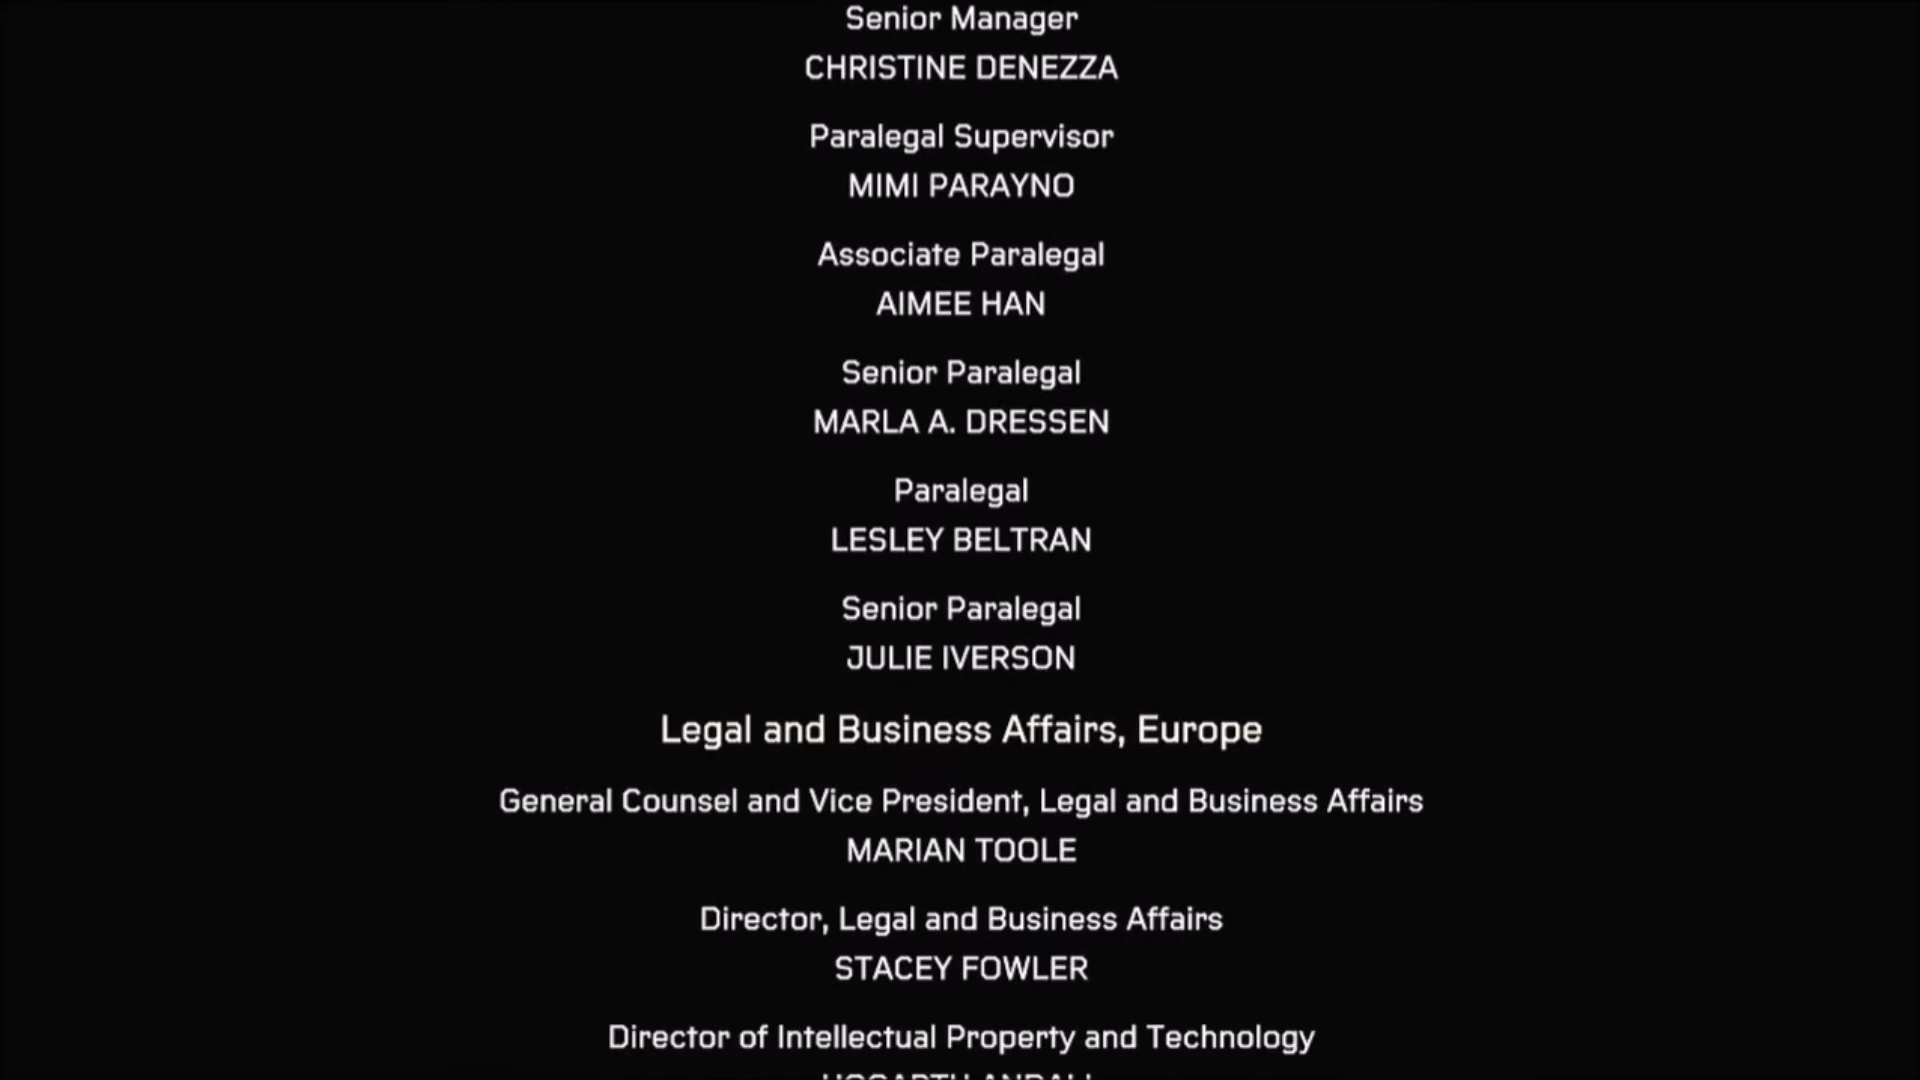 Senior Manager
CHRISTINE DENEZZA
Paralegal Supervisor
MIMI PARAYNO
Associate Paralegal
AIMEE HAN
Senior Paralegal
MARLA A. DRESSEN
Paralegal
LESLEY BELTRAN
Senior Paralegal
JULIE IVERSON
Legal and Business Affairs, Europe
General Counsel and Vice President, Legal and Business Affairs
MARIAN TOOLE
Director, Legal and Business Affairs
STACEY FOWLER
Director of Intellectual Property and Technology